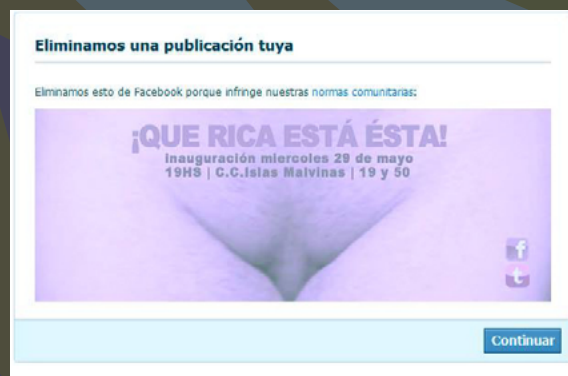 Eliminamos una publicación tuya
Eliminamos esto de Facebook porque infringe nuestras normas comunitarias:
¡QUE RICA ESTÁ ÉSTA!
Inauguración miercoles 29 de mayo
19HS | C.C.Islas Malvinas | 19 y 50
f
t
Continuar